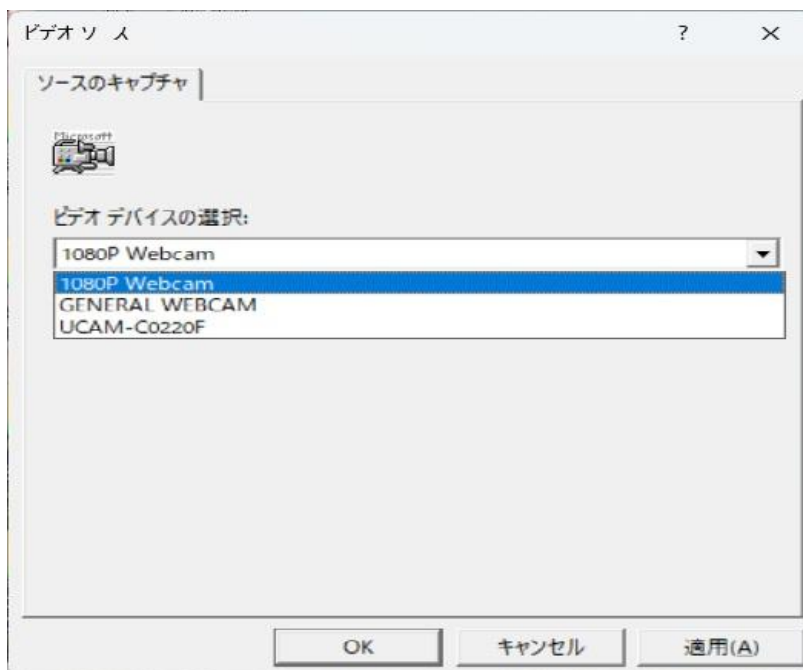 ビデオ ソース
ソースのキャプチャ
Microsoft
ビデオ デバイスの選択:
1080P Webcam
1080P Webcam
GENERAL WEBCAM
UCAM-C0220F
OK キャンセル 適用(A)